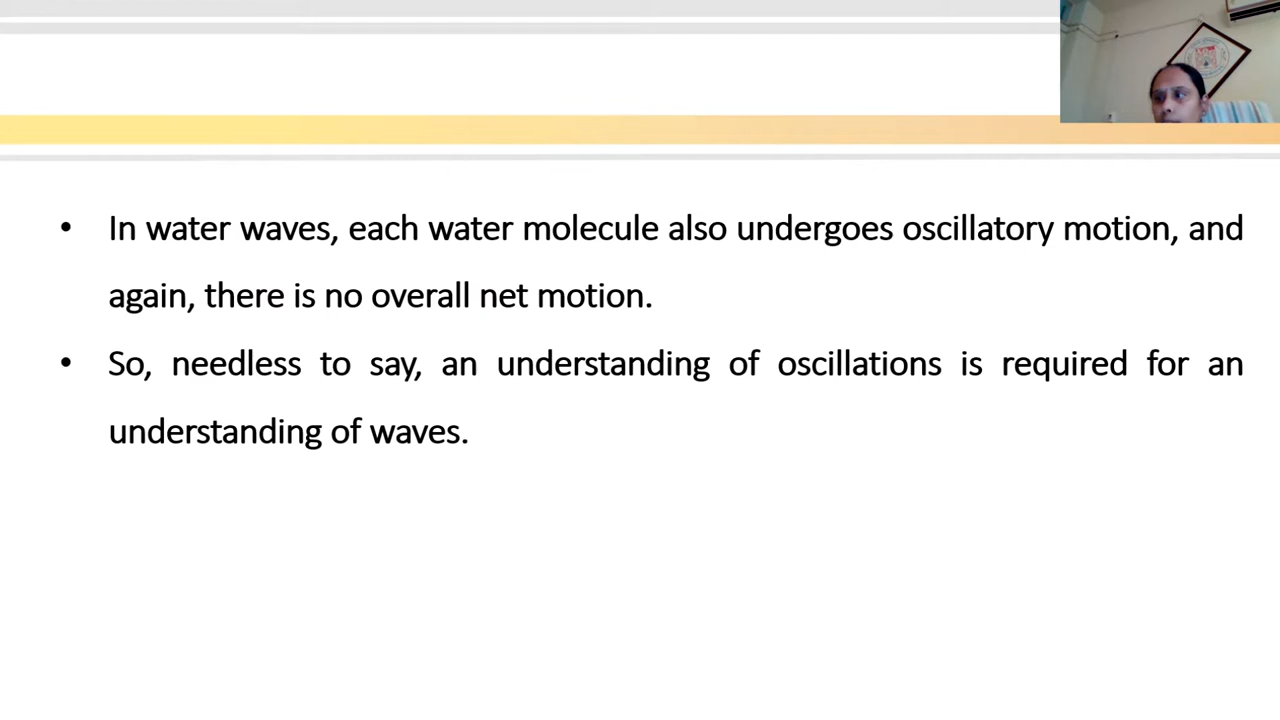 • In water waves, each water molecule also undergoes oscillatory motion, and
again, there is no overall net motion.
• So, needless to say, an understanding of oscillations is required for an
understanding of waves.